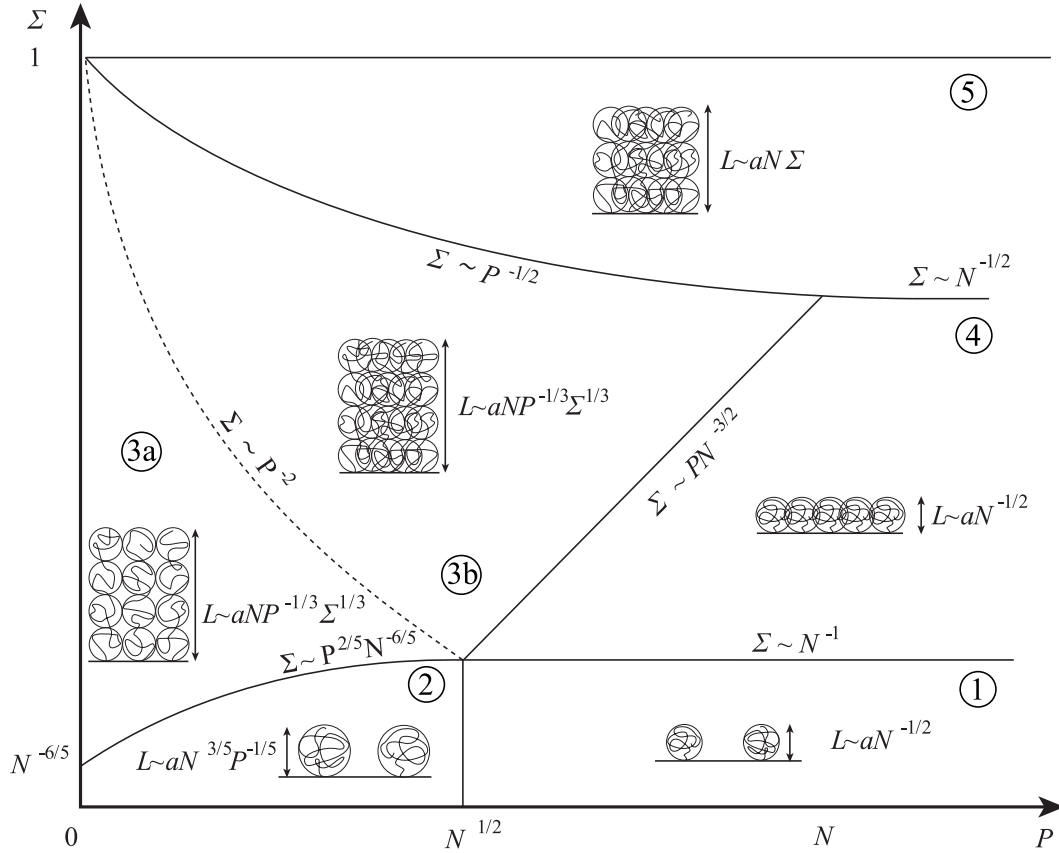 Σ
1
⑤
L~aNΣ
Σ ~ P^-1/2
Σ ~ N^-1/2
④
L~aNP^-1/3Σ^1/3
3a
Σ ~ P^-2
Σ ~ PN^-3/2
L~aN^-1/2
3b
L~aNP^-1/3Σ^1/3
Σ~ P^2/5N^-6/5
Σ ~ N^-1
②
①
N^-6/5
L~aN^3/5P^-1/5
L~aN^-1/2
0
N^1/2
N
P